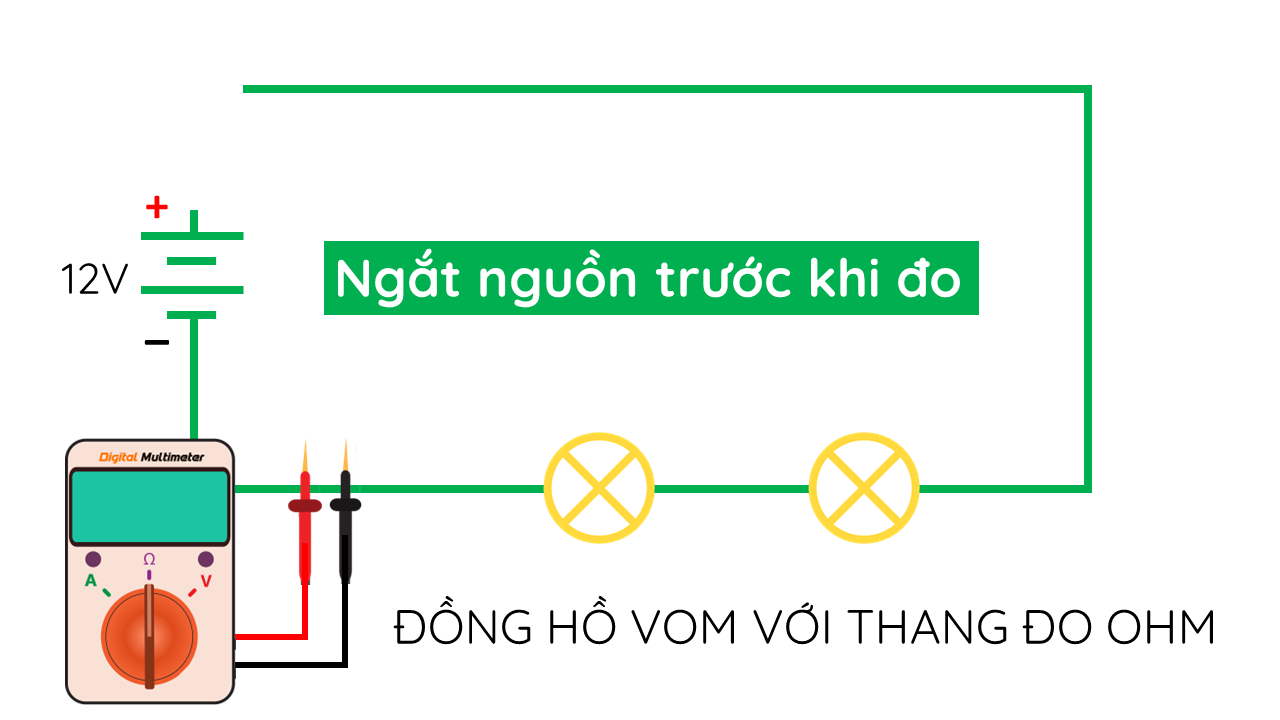 +
Ngắt nguồn trước khi đo
12V
−
Digital Multimeter
Ω
A
V
ĐỒNG HỒ VOM VỚI THANG ĐO OHM